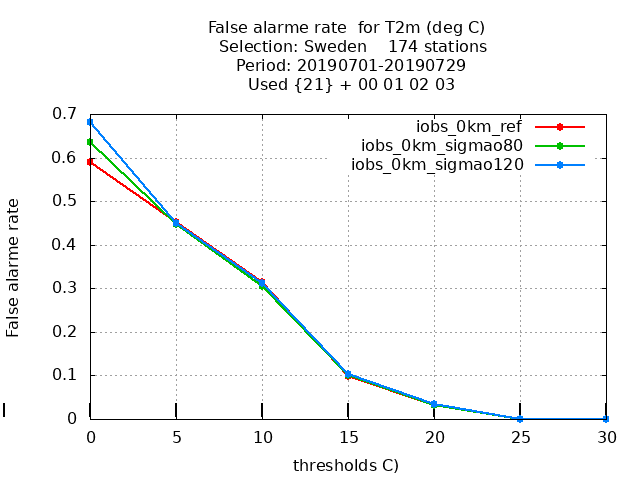 False alarme rate  for T2m (deg C)
Selection: Sweden    174 stations
Period: 20190701-20190729
Used {21} + 00 01 02 03
iobs_0km_ref
iobs_0km_sigmao80
iobs_0km_sigmao120
False alarme rate
0.7
0.6
0.5
0.4
0.3
0.2
0.1
0
0 5 10 15 20 25 30
thresholds C)